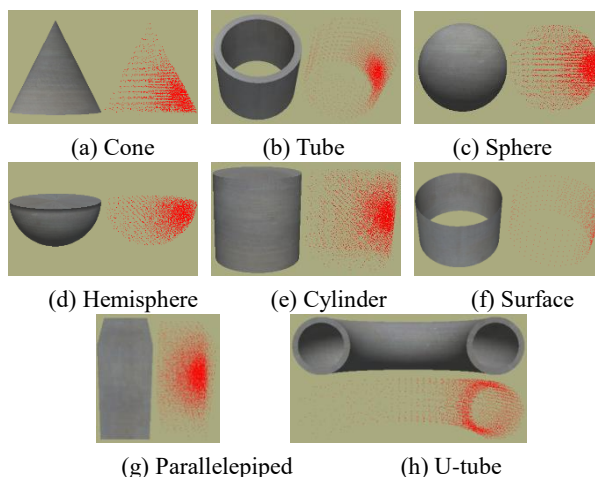 (a) Cone
(b) Tube
(c) Sphere
(d) Hemisphere
(e) Cylinder
(f) Surface
(g) Parallelepiped
(h) U-tube